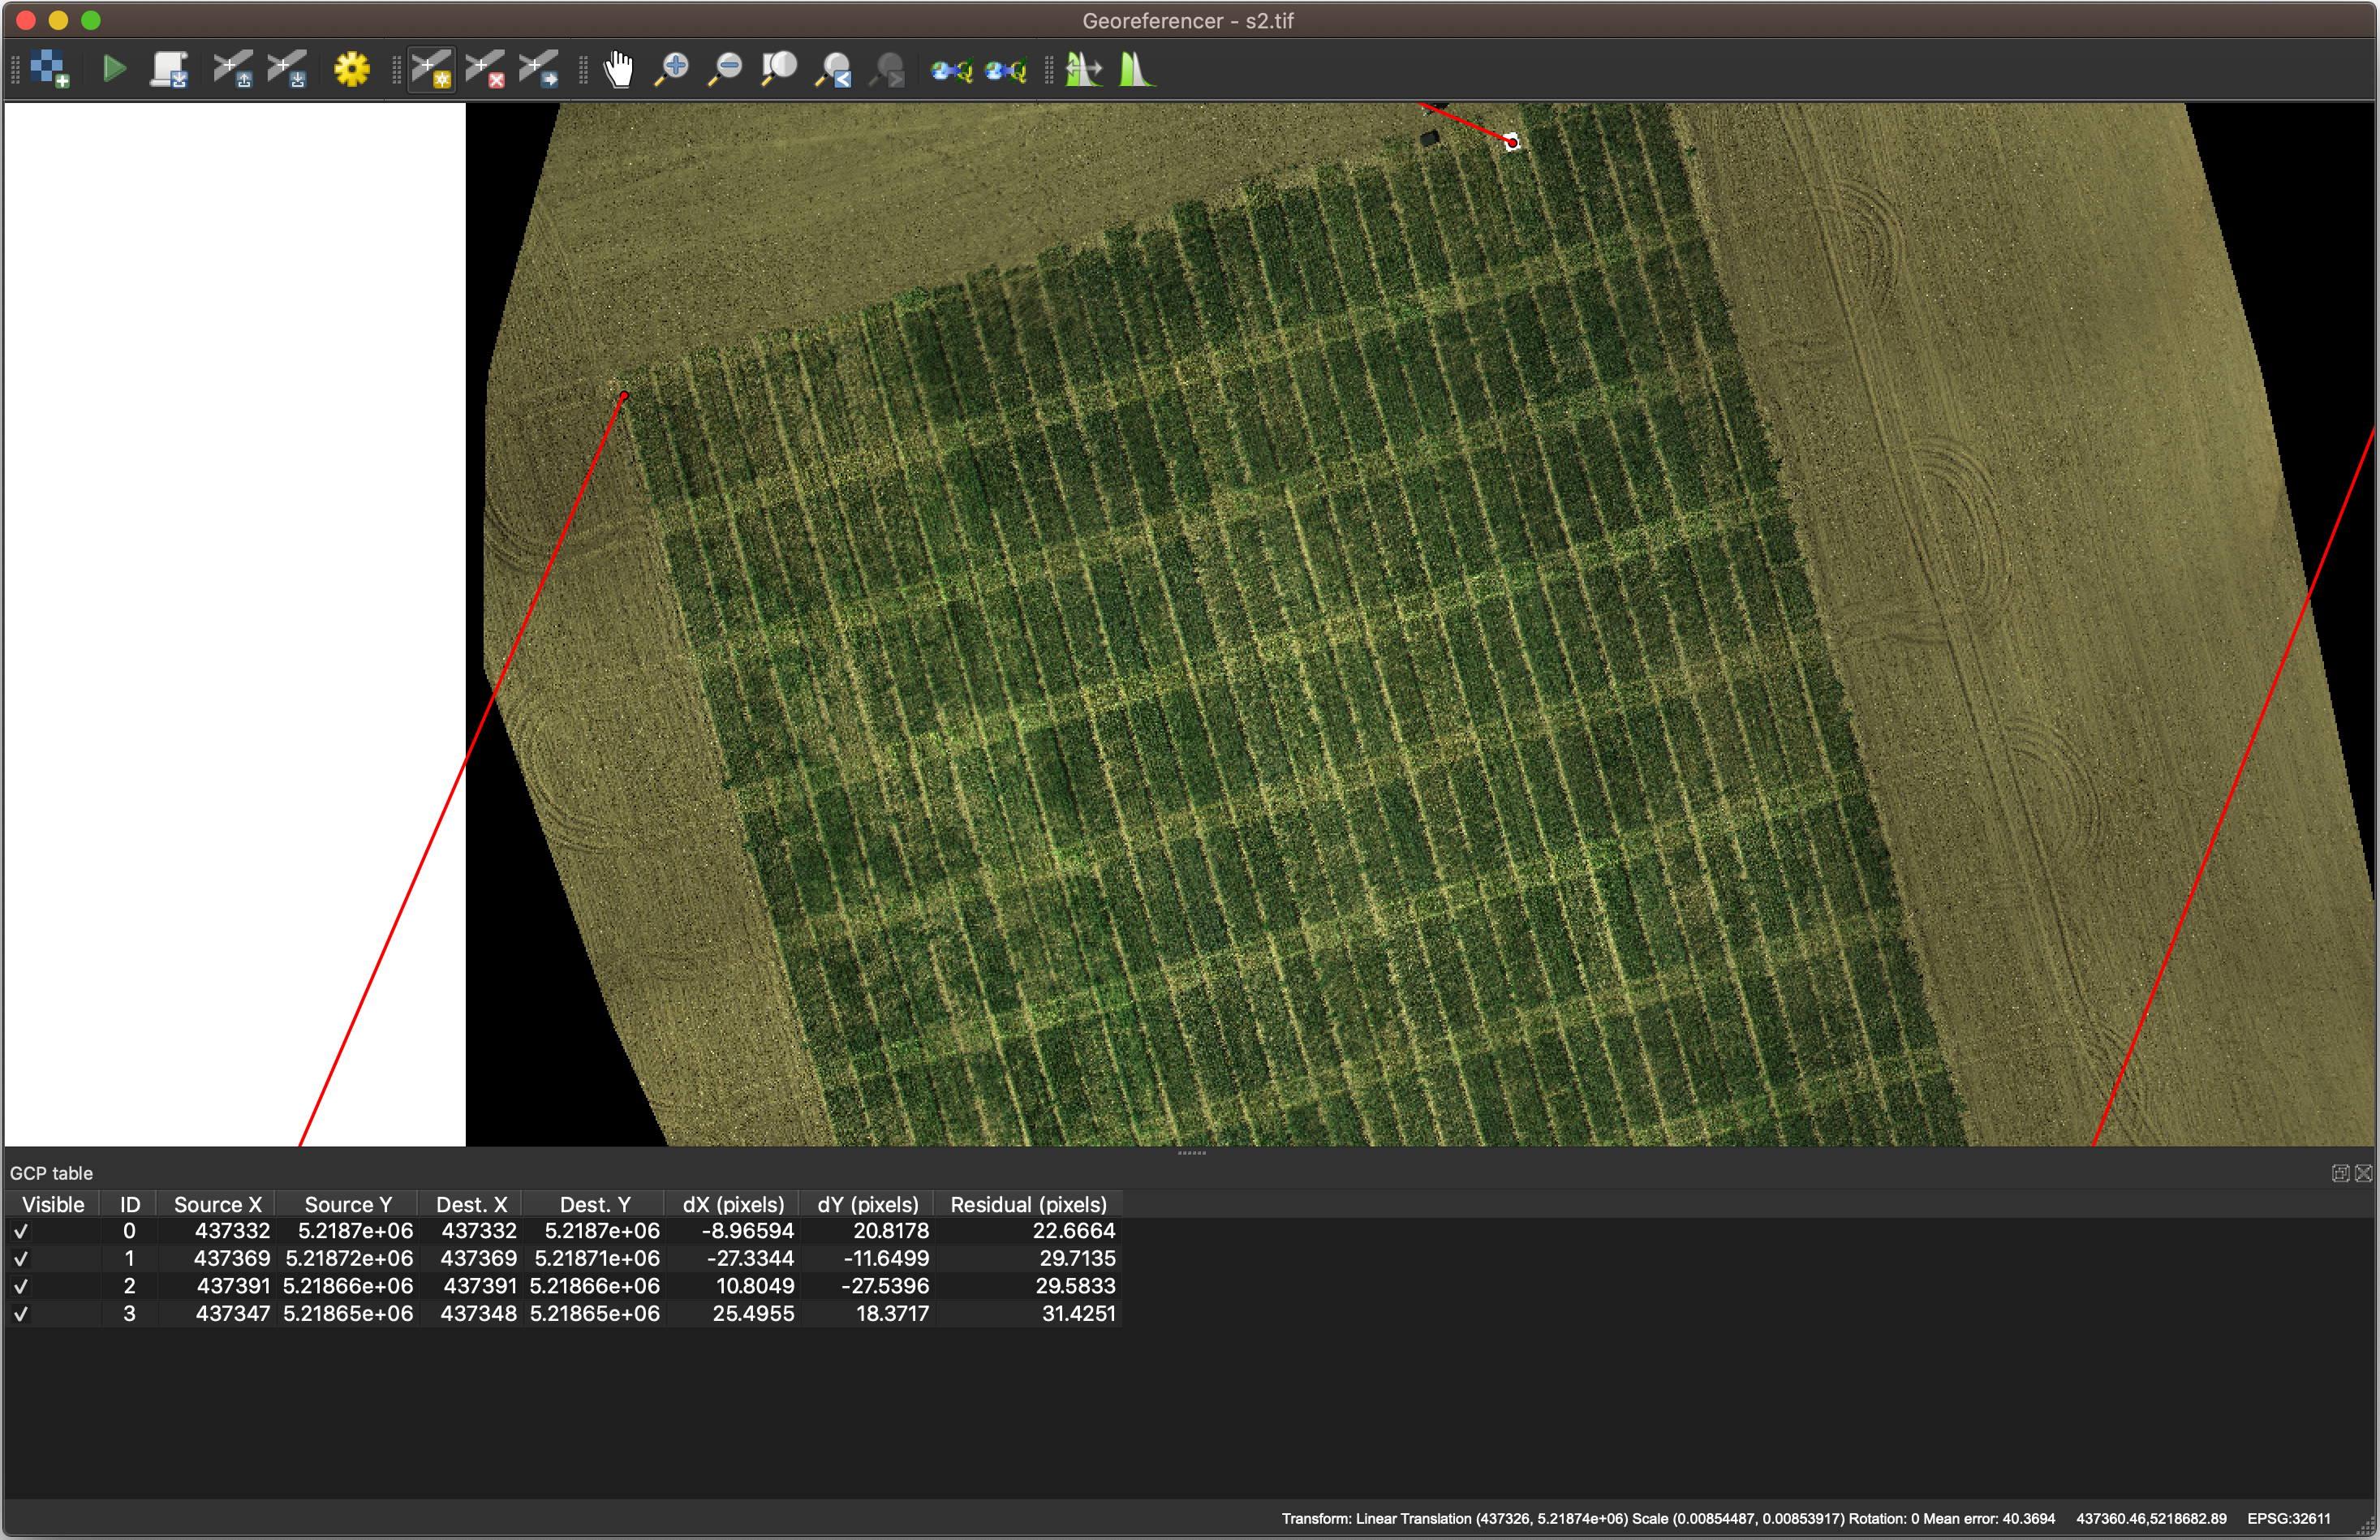 Georeferencer - s2.tif
GCP table
Visible ID Source X Source Y Dest. X Dest. Y dX (pixels) dY (pixels) Residual (pixels)
0 437332 5.2187e+06 437332 5.2187e+06 -8.96594 20.8178 22.6664
1 437369 5.21872e+06 437369 5.21871e+06 -27.3344 -11.6499 29.7135
2 437391 5.21866e+06 437391 5.21866e+06 10.8049 -27.5396 29.5833
3 437347 5.21865e+06 437348 5.21865e+06 25.4955 18.3717 31.4251
Transform: Linear Translation (437326, 5.21874e+06) Scale (0.00854487, 0.00853917) Rotation: 0 Mean error: 40.3694 437360.46,5218682.89 EPSG:32611